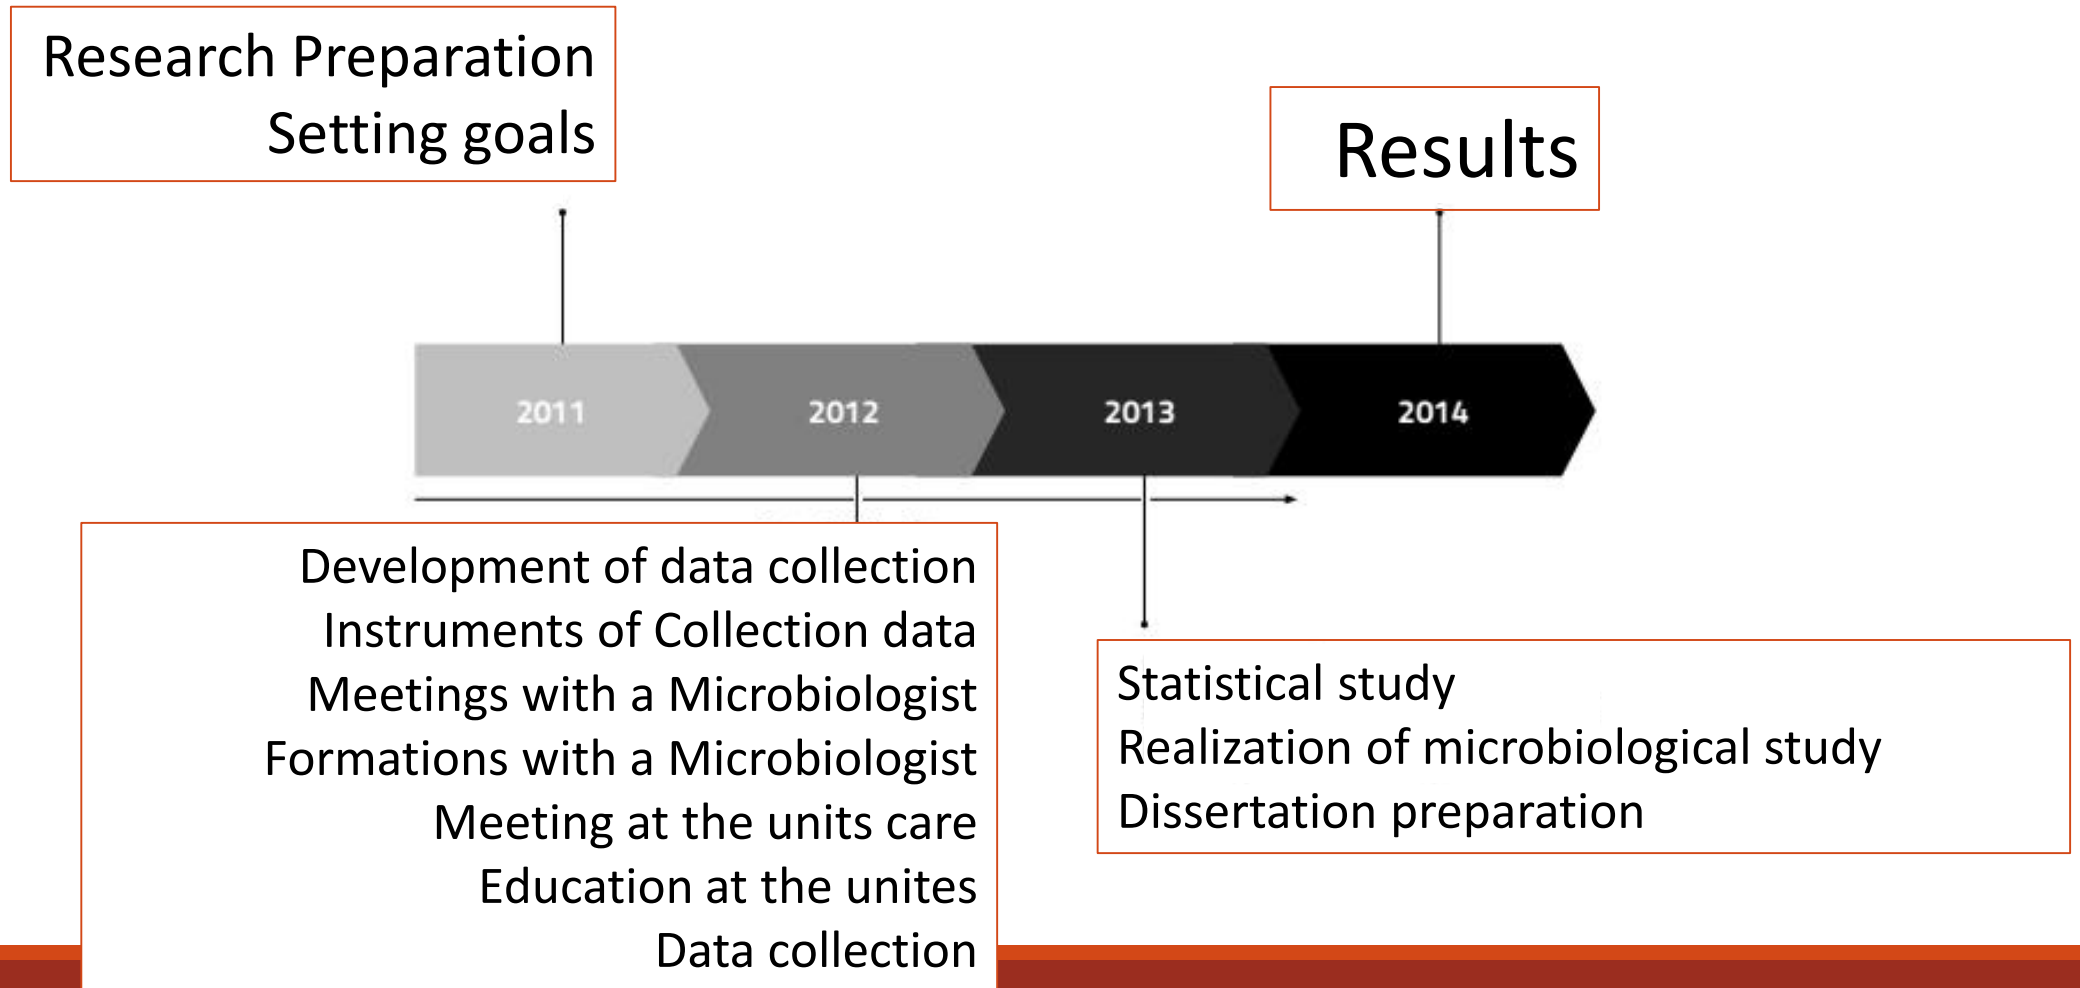 Research Preparation
Setting goals
Results
2011
2012
2013
2014
Development of data collection
Instruments of Collection data
Meetings with a Microbiologist
Formations with a Microbiologist
Meeting at the units care
Education at the unites
Data collection
Statistical study
Realization of microbiological study
Dissertation preparation